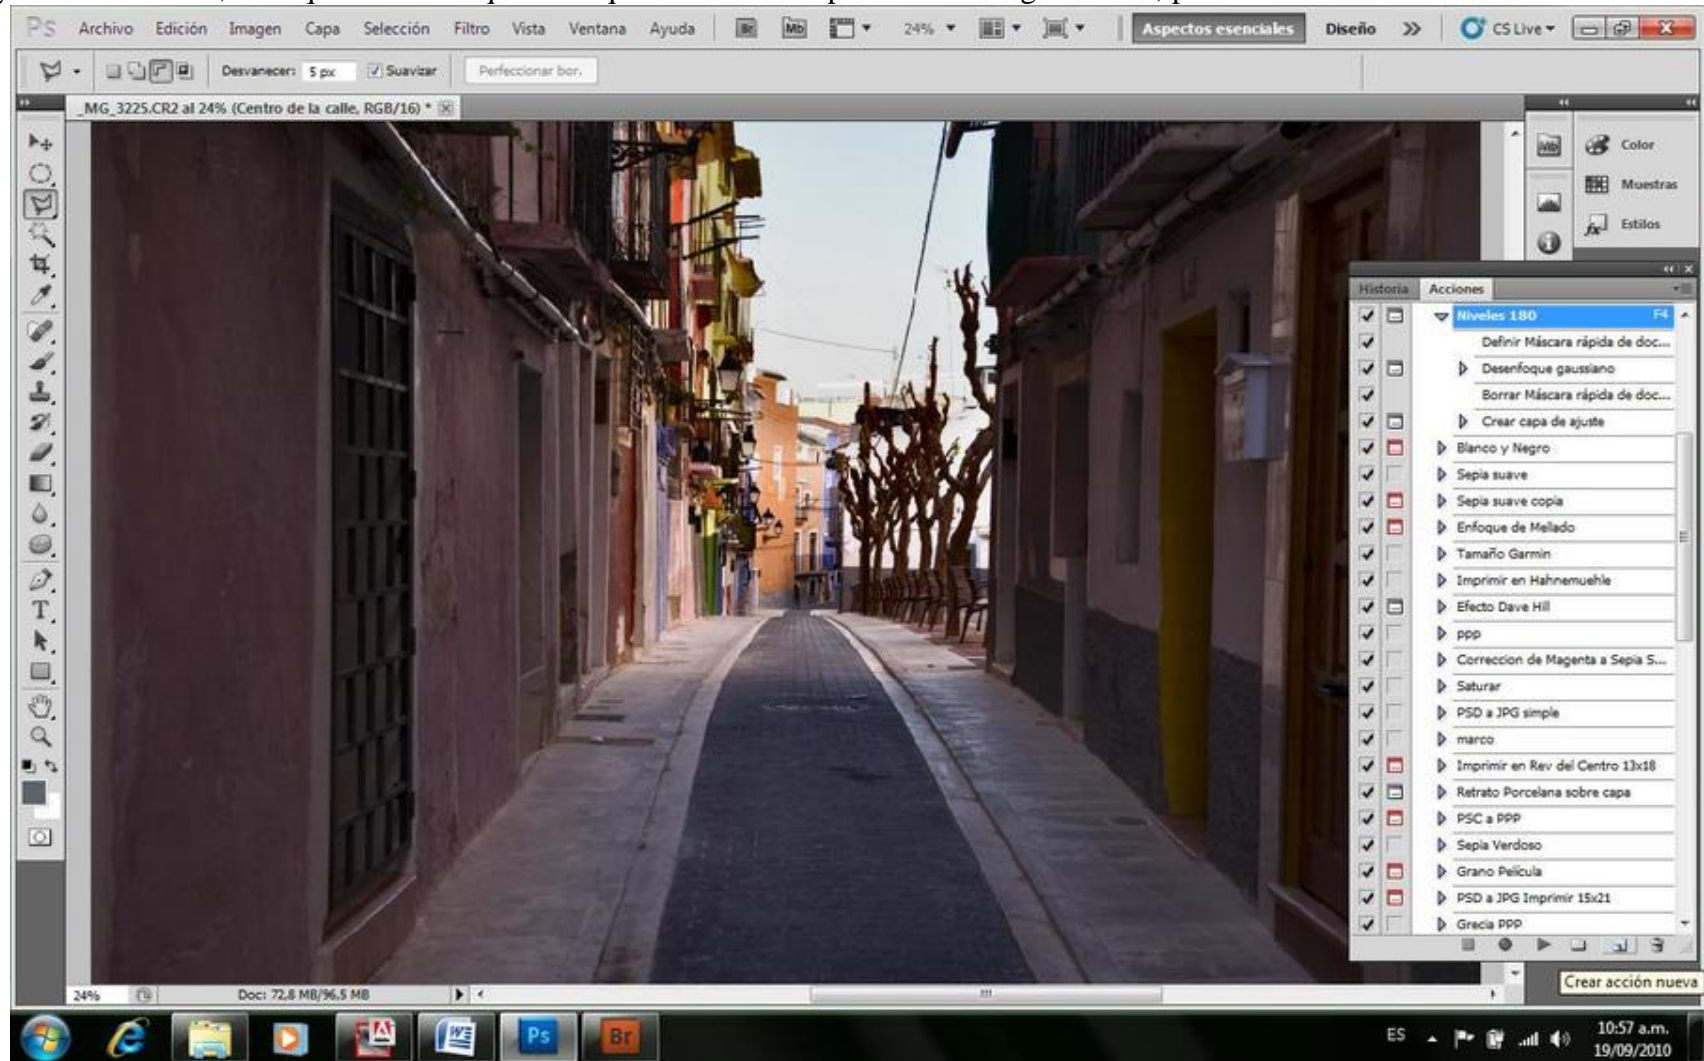 Ps Archivo Edición Imagen Capa Selección Filtro Vista Ventana Ayuda Br Mb 24% Aspectos esenciales Diseño CS Live
Desvanecer: 5 px Suavizar Perfeccionar bor.
_MG_3225.CR2 al 24% (Centro de la calle, RGB/16) *
Mb Color
Muestras
Estilos
Historia Acciones
Niveles 180 F4
Definir Máscara rápida de doc...
Desenfoque gaussiano
Borrar Máscara rápida de doc...
Crear capa de ajuste
Blanco y Negro
Sepia suave
Sepia suave copia
Enfoque de Mellado
Tamaño Garmin
Imprimir en Hahnemuehle
Efecto Dave Hill
ppp
Correccion de Magenta a Sepia S...
Saturar
PSD a JPG simple
marco
Imprimir en Rev del Centro 13x18
Retrato Porcelana sobre capa
PSC a PPP
Sepia Verdoso
Grano Película
PSD a JPG Imprimir 15x21
Grecia PPP
Crear acción nueva
24% Doc: 72,8 MB/96,5 MB
Ps Br ES 10:57 a.m.
19/09/2010